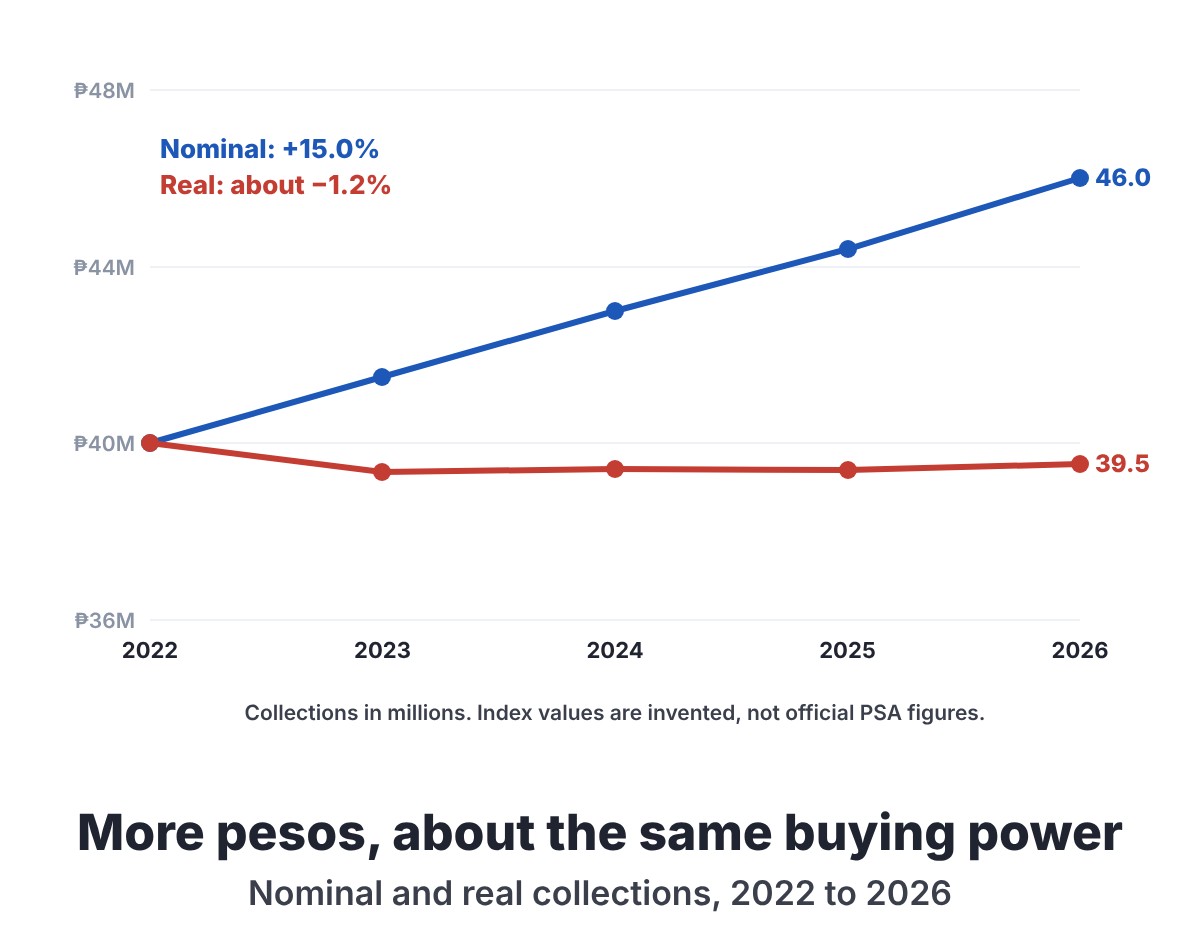 ₱48M
Nominal: +15.0%
Real: about −1.2%
46.0
₱44M
₱40M
39.5
₱36M
2022 2023 2024 2025 2026
Collections in millions. Index values are invented, not official PSA figures.
More pesos, about the same buying power
Nominal and real collections, 2022 to 2026